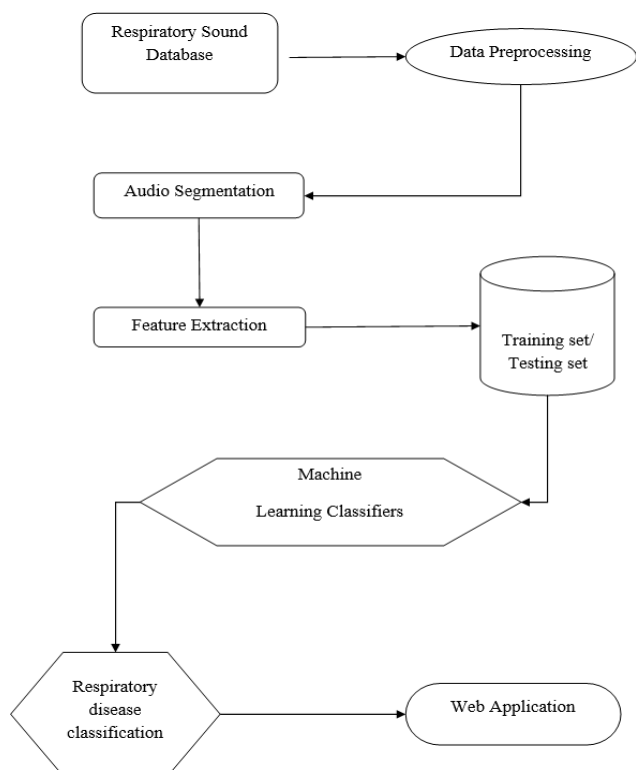 Respiratory Sound
Database
Data Preprocessing
Audio Segmentation
Feature Extraction
Training set/
Testing set
Machine
Learning Classifiers
Respiratory
disease
classification
Web Application